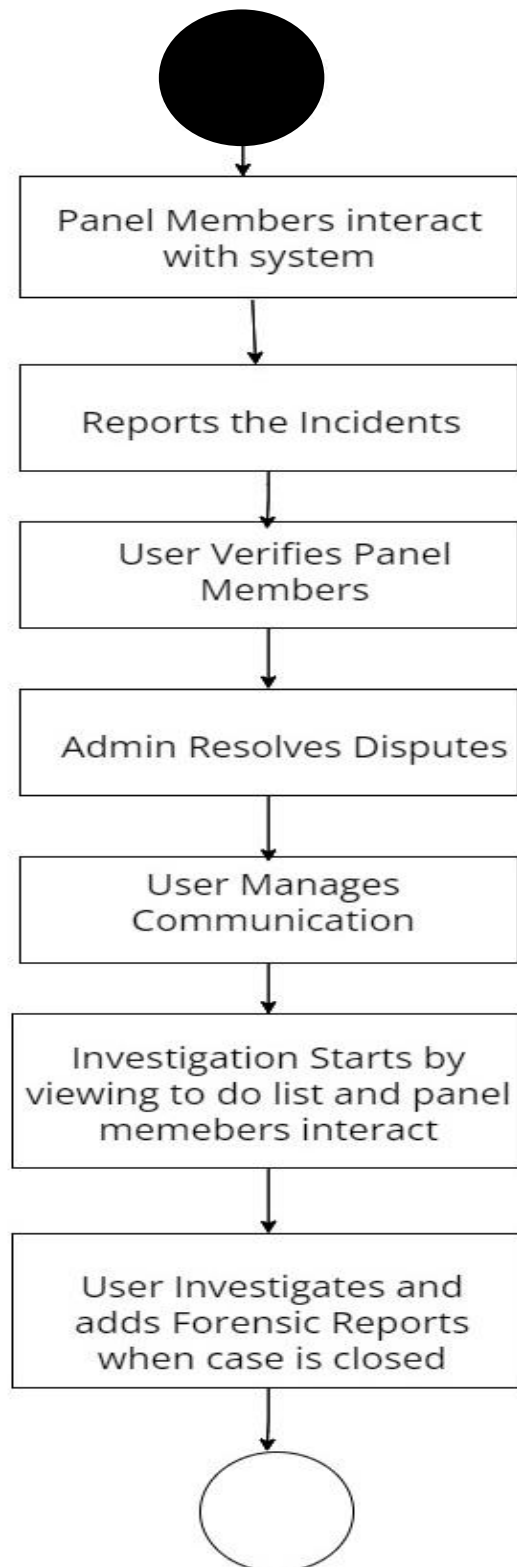 Panel Members interact
with system
Reports the Incidents
User Verifies Panel
Members
Admin Resolves Disputes
User Manages
Communication
Investigation Starts by
viewing to do list and panel
memebers interact
User Investigates and
adds Forensic Reports
when case is closed